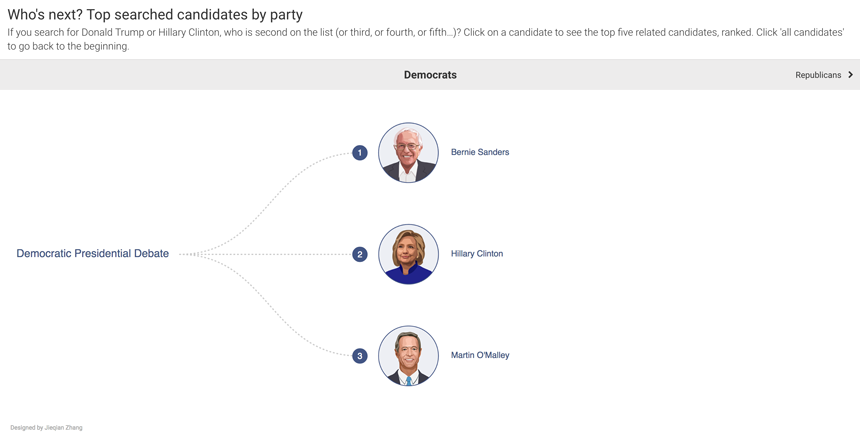 Who's next? Top searched candidates by party
If you search for Donald Trump or Hillary Clinton, who is second on the list (or third, or fourth, or fifth...)? Click on a candidate to see the top five related candidates, ranked. Click 'all candidates'
to go back to the beginning.
Democrats
Republicans
1
Bernie Sanders
Democratic Presidential Debate
2
Hillary Clinton
3
Martin O'Malley
Designed by Jieqian Zhang